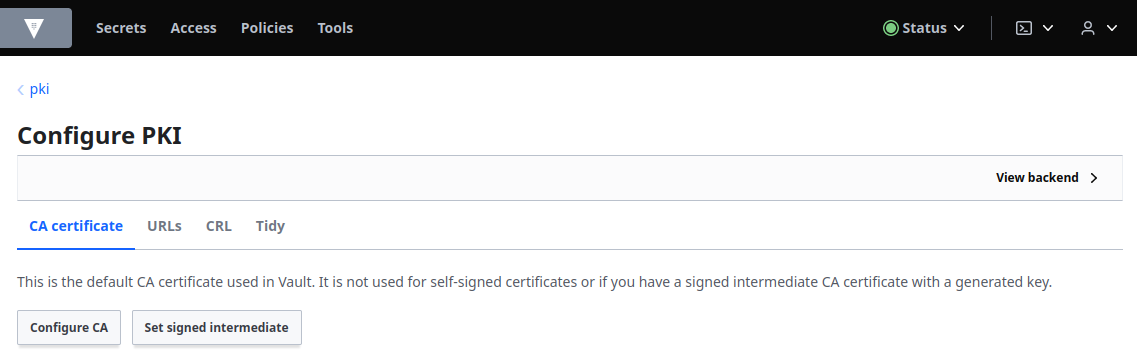 Secrets Access Policies Tools Status
pki
Configure PKI
View backend
CA certificate URLs CRL Tidy
This is the default CA certificate used in Vault. It is not used for self-signed certificates or if you have a signed intermediate CA certificate with a generated key.
Configure CA Set signed intermediate